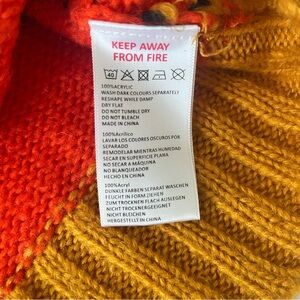 KEEP AWAY
FROM FIRE
40
100%ACRYLIC
WASH DARK COLOURS SEPARATELY
RESHAPE WHILE DAMP
DRY FLAT
DO NOT TUMBLE DRY
DO NOT BLEACH
MADE IN CHINA
100%Acrílico
LAVAR LOS COLORES OSCUROS POR
SEPARADO
REMODELAR MIENTRAS HUMEDAD
SECAR EN SUPERFICIE PLANA
NO SECAR A MÁQUINA
NO BLANQUEADOR
HECHO EN CHINA
100%Acryl
DUNKLE FARBEN SEPARAT WASCHEN
FEUCHT IN FORM ZIEHEN
ZUM TROCKNEN FLACH AUSLEGEN
NICHT TROCKNERGEEIGNET
NICHT BLEICHEN
HERGESTELLT IN CHINA